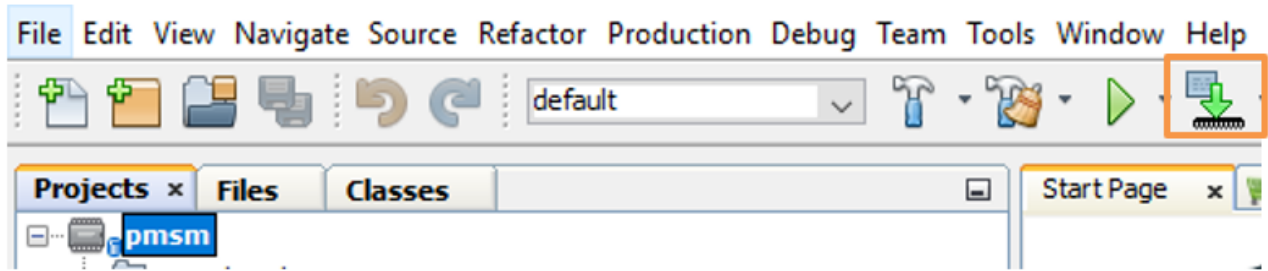 File Edit View Navigate Source Refactor Production Debug Team Tools Window Help
default
Projects × Files Classes Start Page ×
pmsm